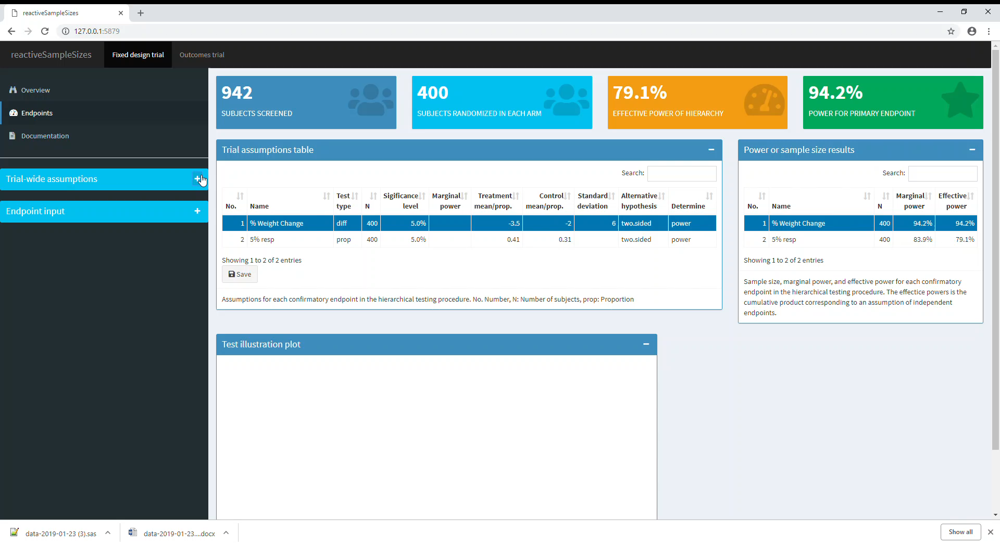 reactiveSampleSizes
127.0.0.1:5879
reactiveSampleSizes
Fixed design trial
Outcomes trial
Overview
Endpoints
Documentation
Trial-wide assumptions
Endpoint input
942
SUBJECTS SCREENED
400
SUBJECTS RANDOMIZED IN EACH ARM
79.1%
EFFECTIVE POWER OF HIERARCHY
94.2%
POWER FOR PRIMARY ENDPOINT
Trial assumptions table
Search:
No. Name Test type N Sigificance level Marginal power Treatment mean/prop. Control mean/prop. Standard deviation Alternative hypothesis Determine
1 % Weight Change diff 400 5.0% -3.5 -2 6 two.sided power
2 5% resp prop 400 5.0% 0.41 0.31 two.sided power
Showing 1 to 2 of 2 entries
Save
Assumptions for each confirmatory endpoint in the hierarchical testing procedure. No. Number, N: Number of subjects, prop: Proportion
Power or sample size results
Search:
No. Name N Marginal power Effective power
1 % Weight Change 400 94.2% 94.2%
2 5% resp 400 83.9% 79.1%
Showing 1 to 2 of 2 entries
Sample size, marginal power, and effective power for each confirmatory
endpoint in the hierarchical testing procedure. The effectice powers is the
cumulative product corresponding to an assumption of independent
endpoints.
Test illustration plot
data-2019-01-23 (3).sas
data-2019-01-23....docx
Show all